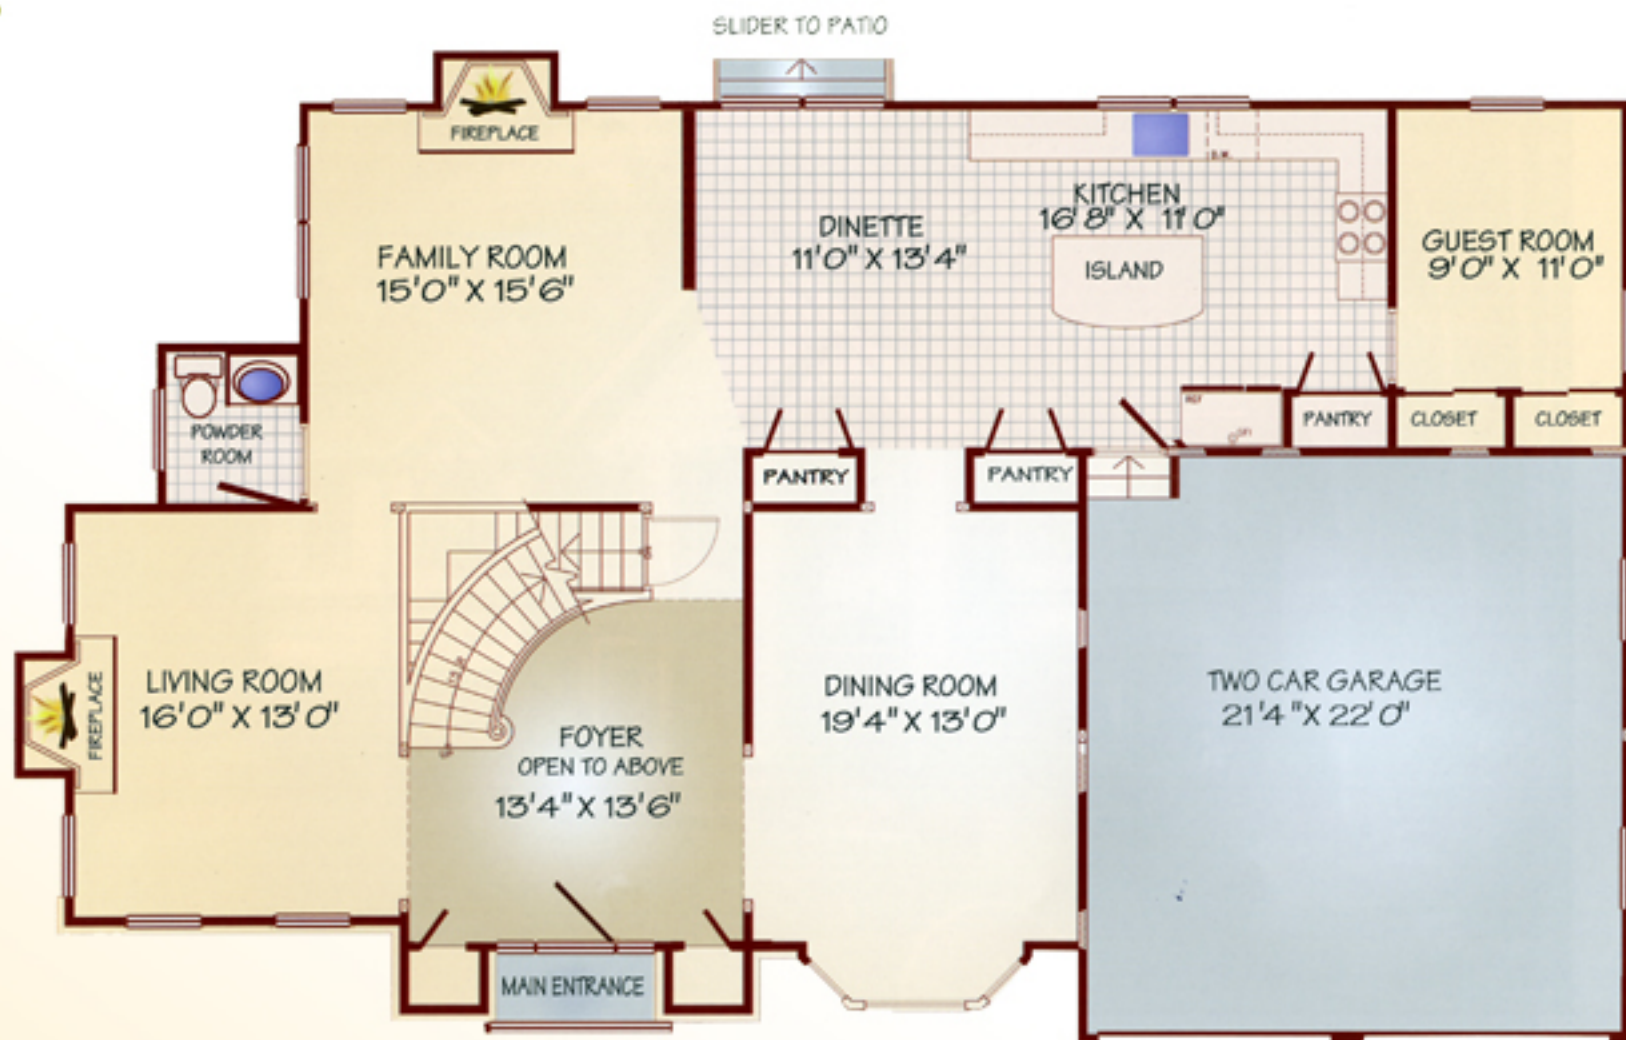 SLIDER TO PATIO
FIREPLACE
FAMILY ROOM
15'0" X 15'6"
DINETTE
11'0" X 13'4"
KITCHEN
16'8" X 11'0"
ISLAND
D.W.
GUEST ROOM
9'0" X 11'0"
POWDER
ROOM
REF
PANTRY
CLOSET
CLOSET
PANTRY
PANTRY
LIVING ROOM
16'0" X 13'0"
FIREPLACE
FOYER
OPEN TO ABOVE
13'4" X 13'6"
DINING ROOM
19'4" X 13'0"
TWO CAR GARAGE
21'4" X 22'0"
MAIN ENTRANCE